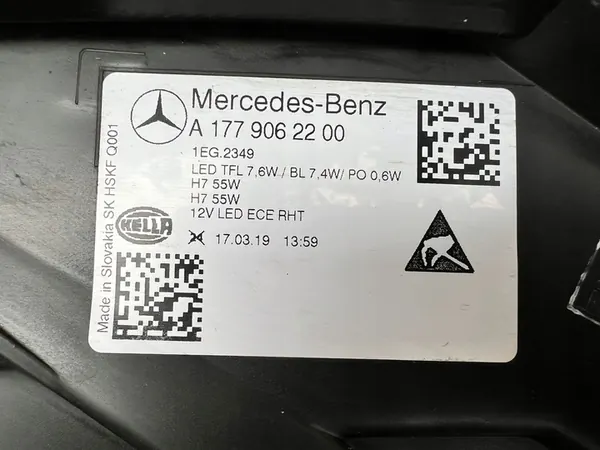 Mercedes-Benz
A 177 906 22 00
1EG.2349
LED TFL 7,6W / BL 7,4W/ PO 0,6W
H7 55W
H7 55W
12V LED ECE RHT
17.03.19 13:59
HELLA
Made in Slovakia SK HSKF Q001